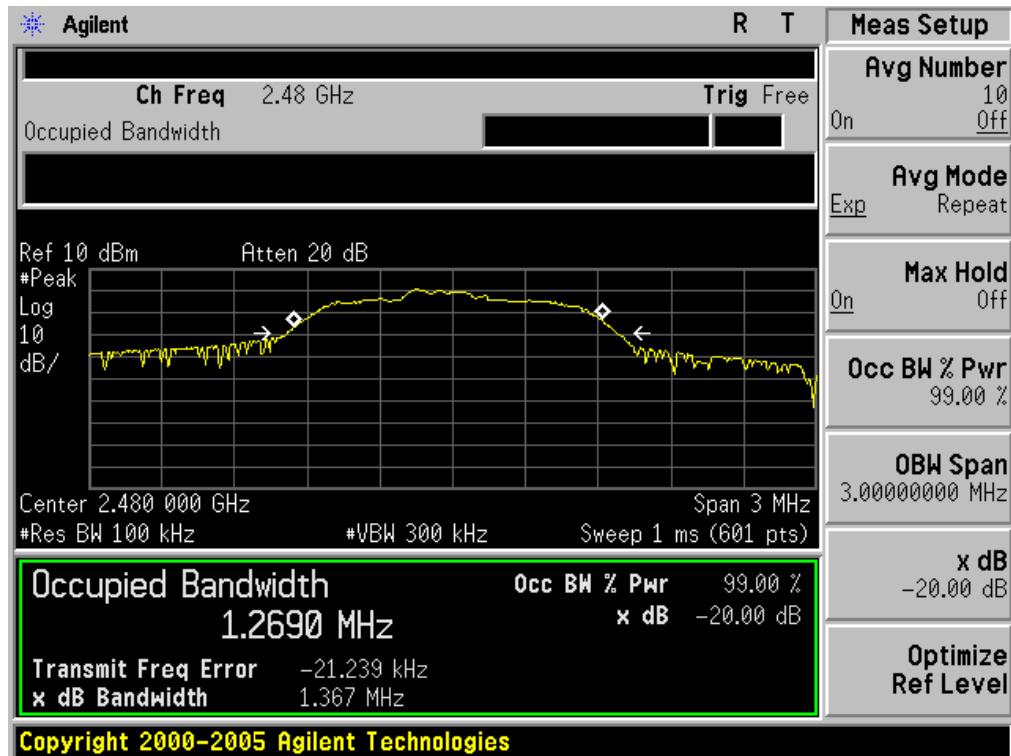 Agilent R T
Ch Freq 2.48 GHz Trig Free
Occupied Bandwidth
Ref 10 dBm Atten 20 dB
#Peak
Log
10
dB/
Center 2.480 000 GHz Span 3 MHz
#Res BW 100 kHz #VBW 300 kHz Sweep 1 ms (601 pts)
Occupied Bandwidth Occ BW % Pwr 99.00 %
1.2690 MHz x dB -20.00 dB
Transmit Freq Error -21.239 kHz
x dB Bandwidth 1.367 MHz
Copyright 2000-2005 Agilent Technologies
Meas Setup
Avg Number
10
On Off
Avg Mode
Exp Repeat
Max Hold
On Off
Occ BW % Pwr
99.00 %
OBW Span
3.00000000 MHz
x dB
-20.00 dB
Optimize
Ref Level